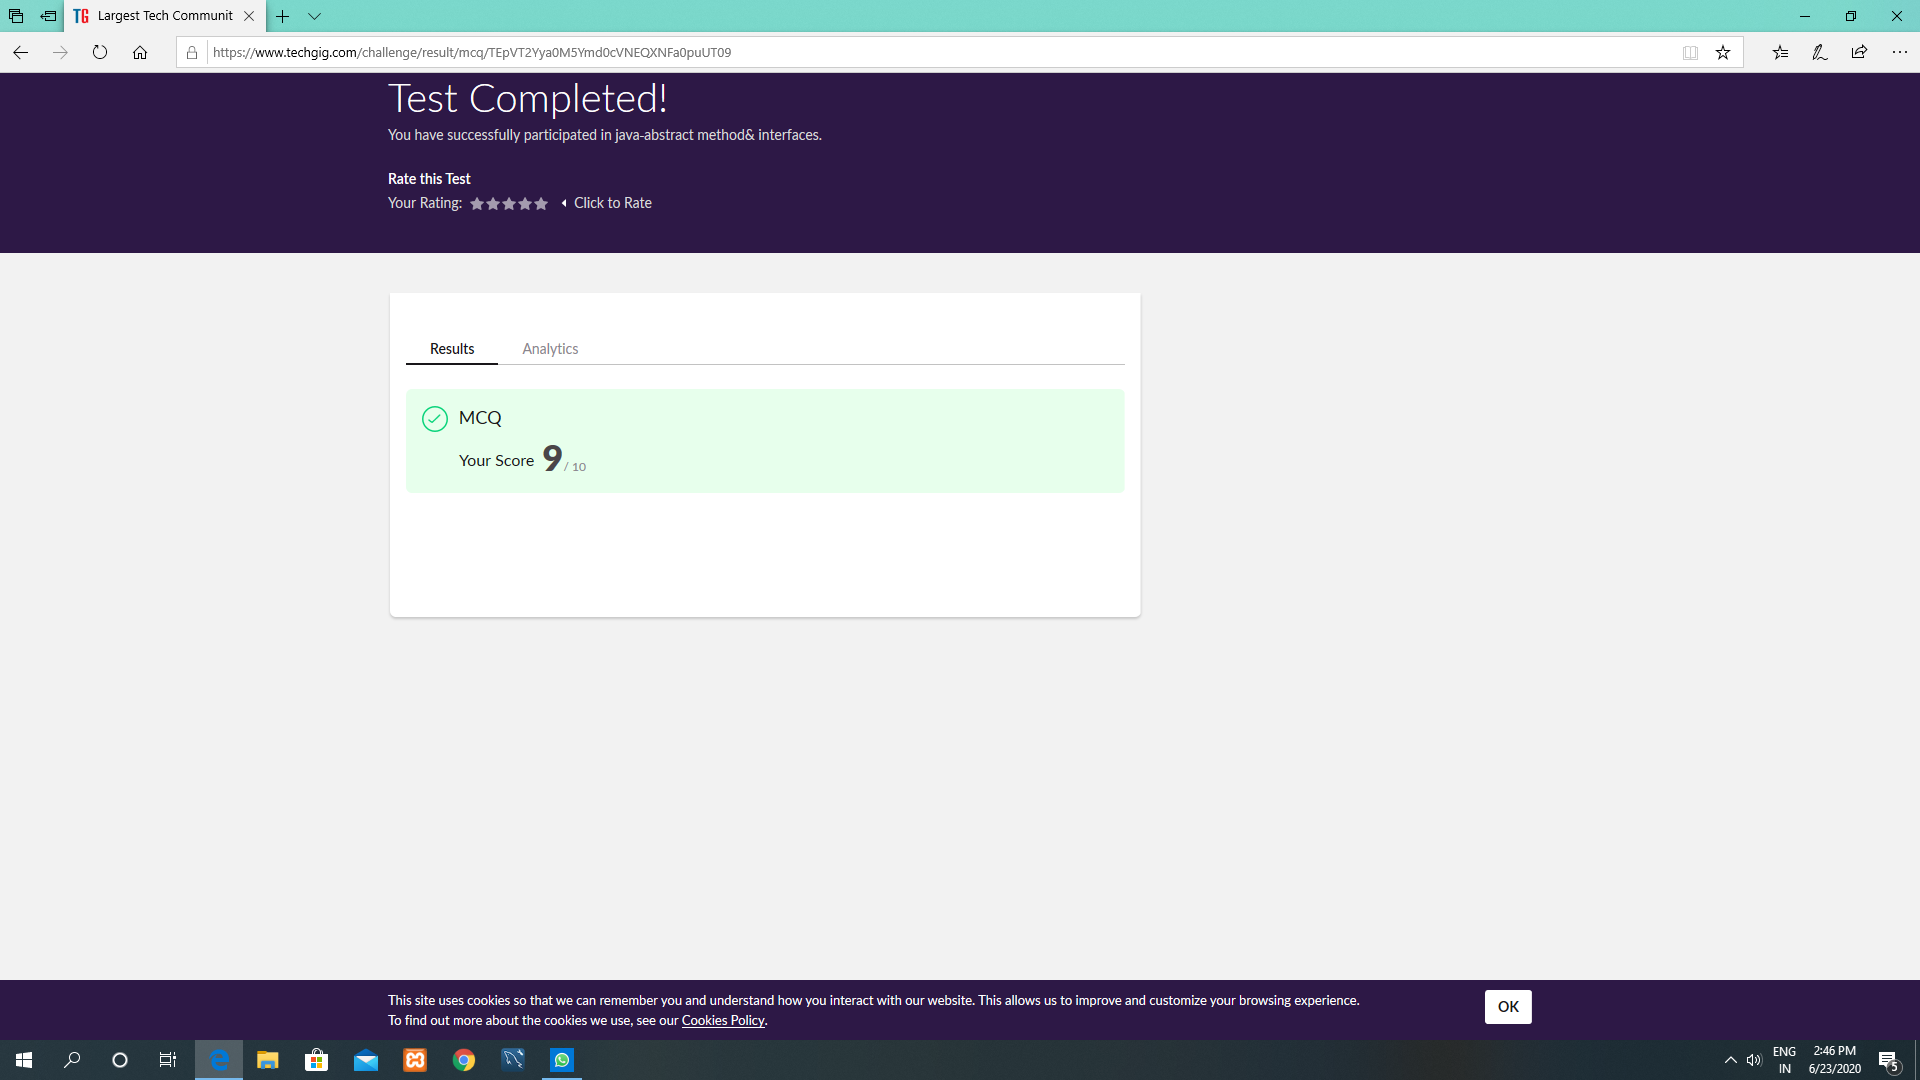 TG Largest Tech Communit
https://www.techgig.com/challenge/result/mcq/TEpVT2Yya0M5Ymd0cVNEQXNFa0puUT09
Test Completed!
You have successfully participated in java-abstract method& interfaces.
Rate this Test
Your Rating: Click to Rate
Results Analytics
MCQ
Your Score 9 / 10
This site uses cookies so that we can remember you and understand how you interact with our website. This allows us to improve and customize your browsing experience.
To find out more about the cookies we use, see our Cookies Policy.
OK
ENG 2:46 PM
IN 6/23/2020 5